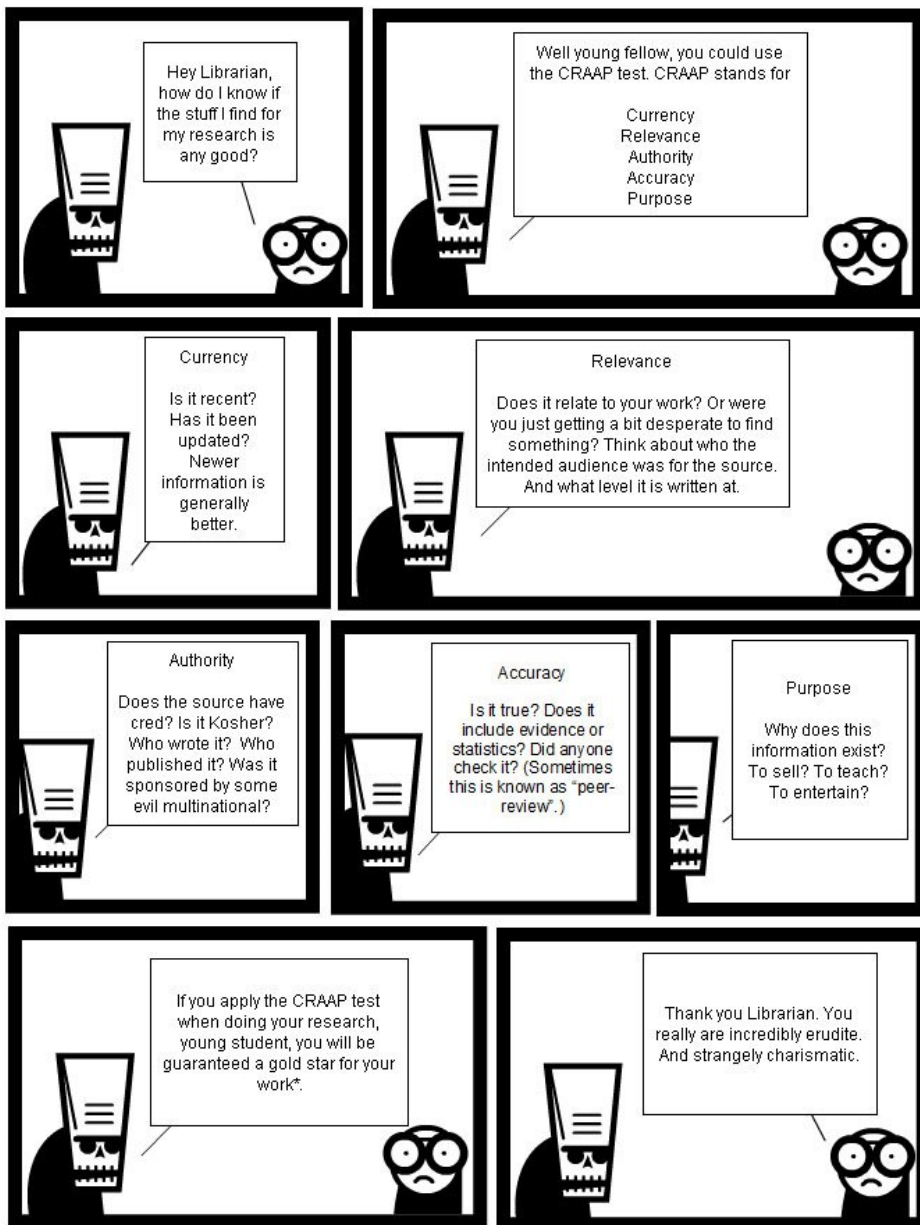 Hey Librarian,
how do I know if
the stuff I find for
my research is
any good?
Well young fellow, you could use
the CRAAP test. CRAAP stands for
Currency
Relevance
Authority
Accuracy
Purpose
Currency
Is it recent?
Has it been
updated?
Newer
information is
generally
better.
Relevance
Does it relate to your work? Or were
you just getting a bit desperate to find
something? Think about who the
intended audience was for the source.
And what level it is written at.
Authority
Does the source have
cred? Is it Kosher?
Who wrote it? Who
published it? Was it
sponsored by some
evil multinational?
Accuracy
Is it true? Does it
include evidence or
statistics? Did anyone
check it? (Sometimes
this is known as “peer-
review”.)
Purpose
Why does this
information exist?
To sell? To teach?
To entertain?
If you apply the CRAAP test
when doing your research,
young student, you will be
guaranteed a gold star for your
work*.
Thank you Librarian. You
really are incredibly erudite.
And strangely charismatic.